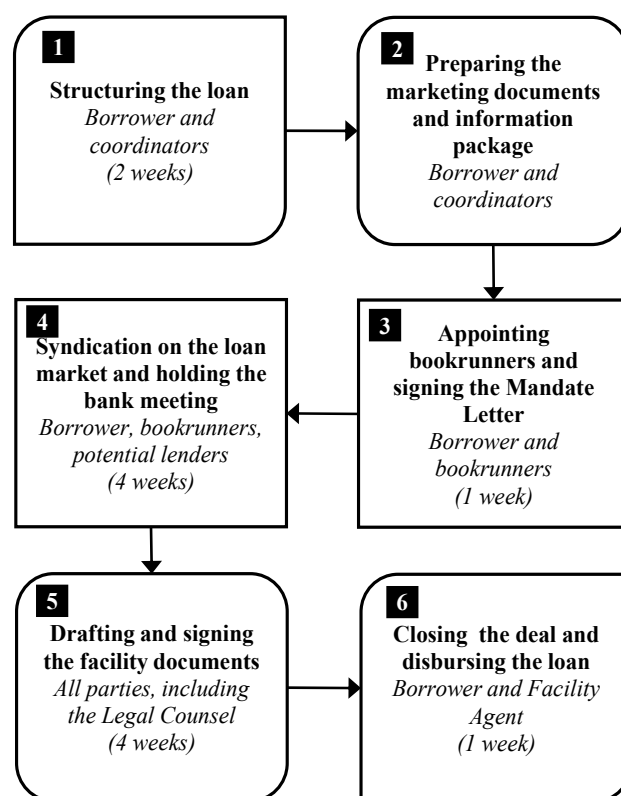 1
Structuring the loan
Borrower and
coordinators
(2 weeks)
2
Preparing the
marketing documents
and information
package
Borrower and
coordinators
3
Appointing
bookrunners and
signing the Mandate
Letter
Borrower and
bookrunners
(1 week)
4
Syndication on the loan
market and holding the
bank meeting
Borrower, bookrunners,
potential lenders
(4 weeks)
5
Drafting and signing
the facility documents
All parties, including
the Legal Counsel
(4 weeks)
6
Closing the deal and
disbursing the loan
Borrower and Facility
Agent
(1 week)